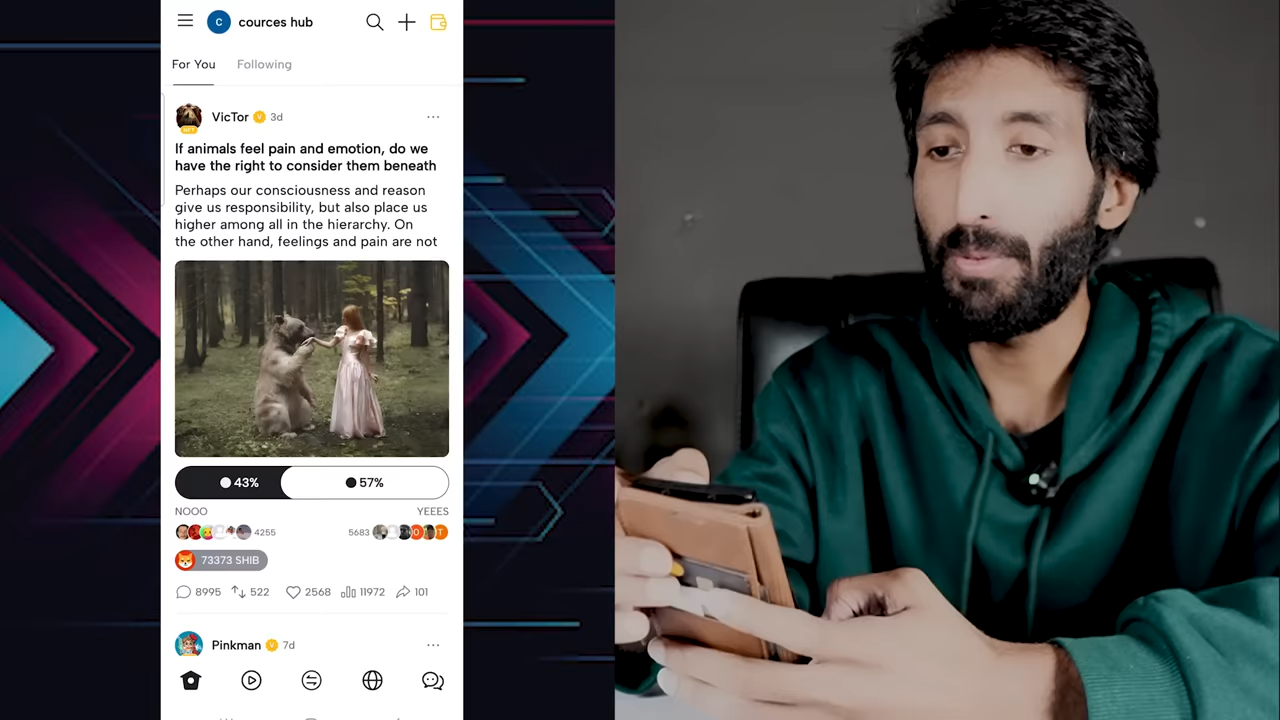 C cources hub
For You Following
VicTor 3d
NFT
If animals feel pain and emotion, do we
have the right to consider them beneath
Perhaps our consciousness and reason
give us responsibility, but also place us
higher among all in the hierarchy. On
the other hand, feelings and pain are not
43% 57%
NOOO YEEES
4255 5683 T
73373 SHIB
8995 522 2568 11972 101
Pinkman 7d